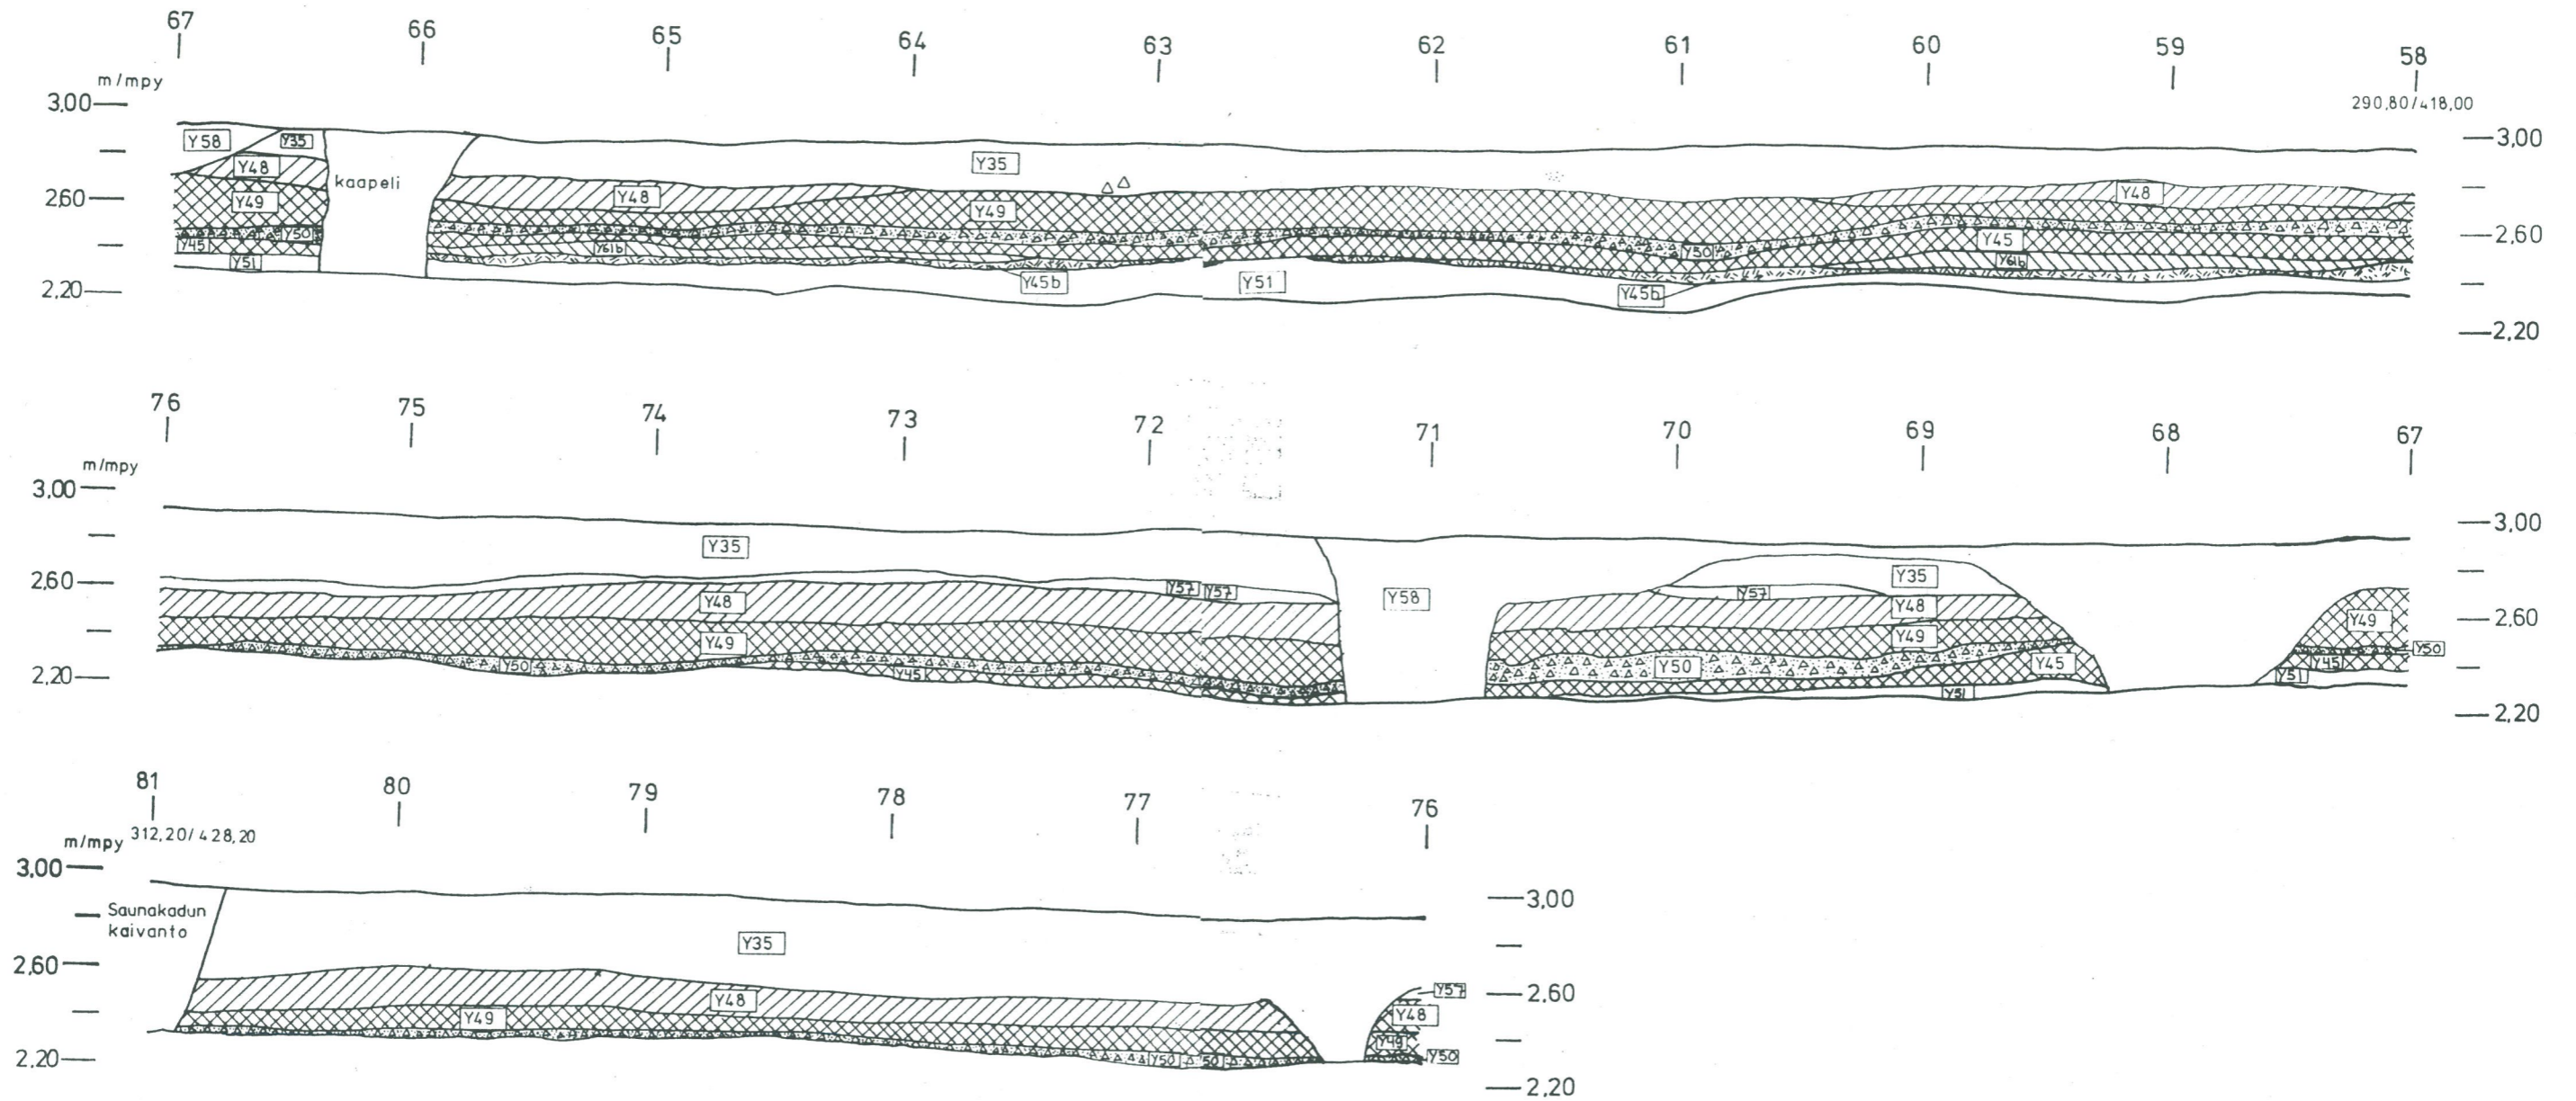 67 66 65 64 63 62 61 60 59 58
m/mpy
290,80/418,00
3,00 3,00
Y58 Y35 Y35
Y48 kaapeli Y48 Y48
2,60 Y49 Y49 2,60
Y50 Y50
Y45 Y61b Y45 Y61b
Y51 Y45b Y51 Y45b
2,20 2,20
76 75 74 73 72 71 70 69 68 67
m/mpy
3,00 3,00
Y35 Y35
2,60 Y57 Y57 Y57 2,60
Y48 Y58 Y48
Y49 Y49 Y49
Y50 Y50 Y50
Y45 Y45 Y45
2,20 Y51 Y51 2,20
81 80 79 78 77 76
312,20/428,20
m/mpy
3,00 3,00
Saunakadun
kaivanto
Y35
2,60 Y57 2,60
Y48 Y48
Y49 Y49
2,20 Y50 50 Y50
2,20